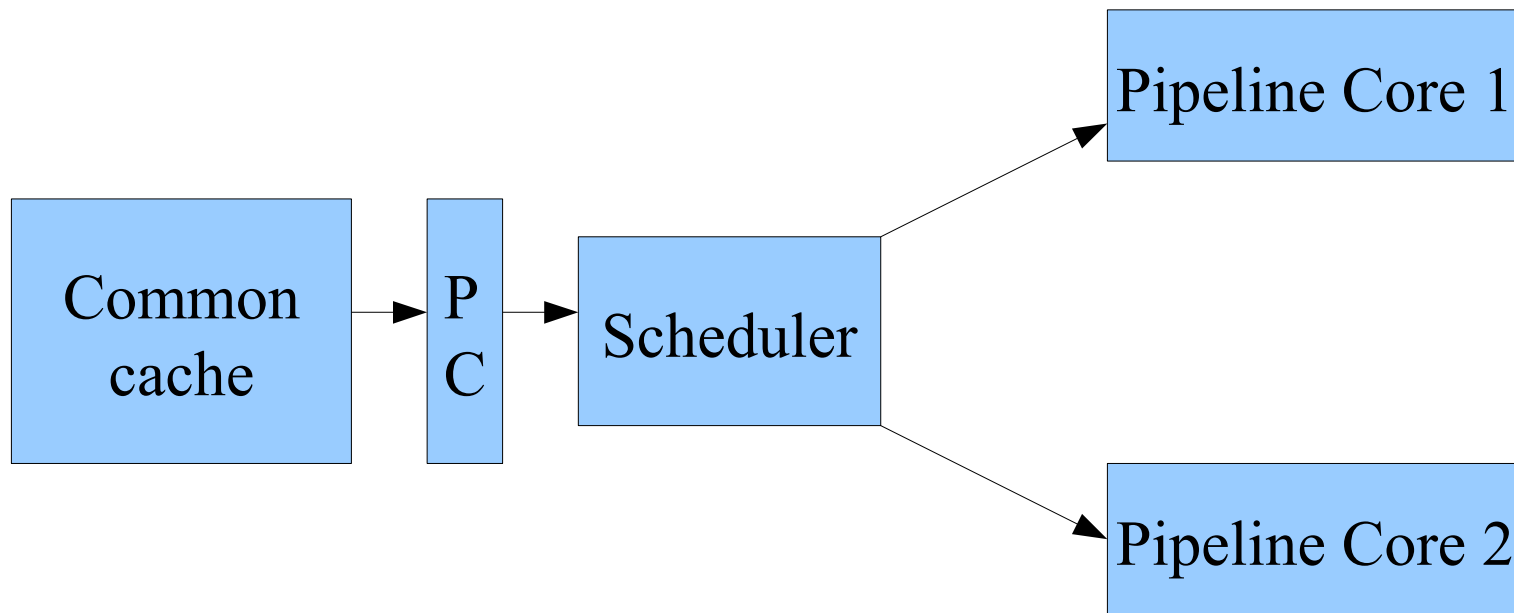 Common
cache
P
C
Scheduler
Pipeline Core 1
Pipeline Core 2